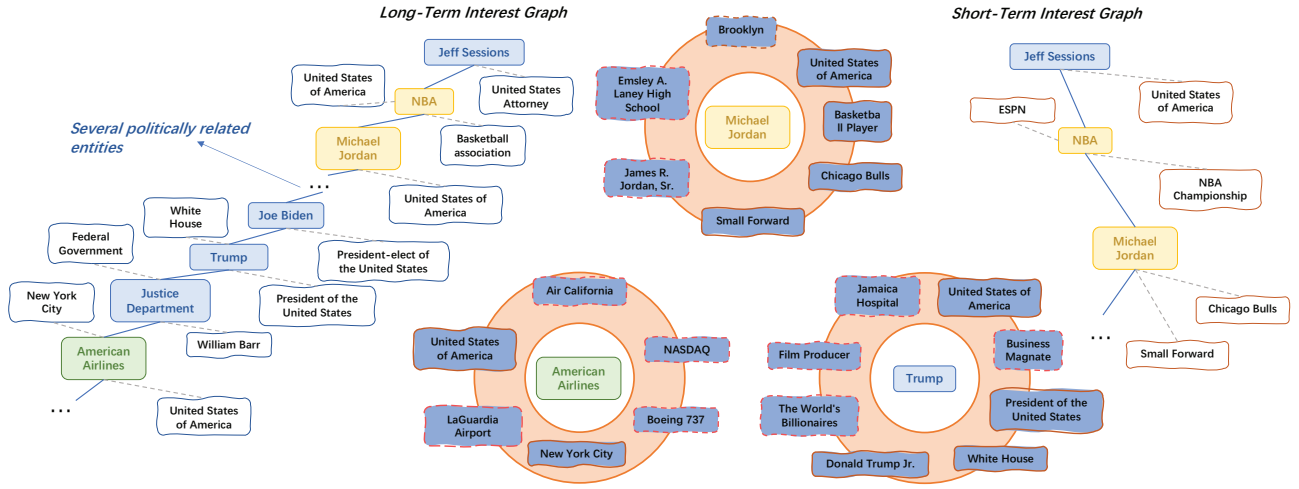 Long-Term Interest Graph
Jeff Sessions
United States
of America
United States
Attorney
NBA
Several politically related
entities
Michael
Jordan
Basketball
association
...
United States
of America
White
House
Joe Biden
Federal
Government
Trump
President-elect of
the United States
New York
City
Justice
Department
President of the
United States
American
Airlines
William Barr
...
United States
of America
Brooklyn
United States
of America
Emsley A.
Laney High
School
Michael
Jordan
Basketba
ll Player
James R.
Jordan, Sr.
Chicago Bulls
Small Forward
Air California
United States
of America
NASDAQ
American
Airlines
LaGuardia
Airport
Boeing 737
New York City
Jamaica
Hospital
United States of
America
Film Producer
Business
Magnate
Trump
The World's
Billionaires
President of the
United States
Donald Trump Jr.
White House
Short-Term Interest Graph
Jeff Sessions
United States
of America
ESPN
NBA
NBA
Championship
Michael
Jordan
Chicago Bulls
...
Small Forward